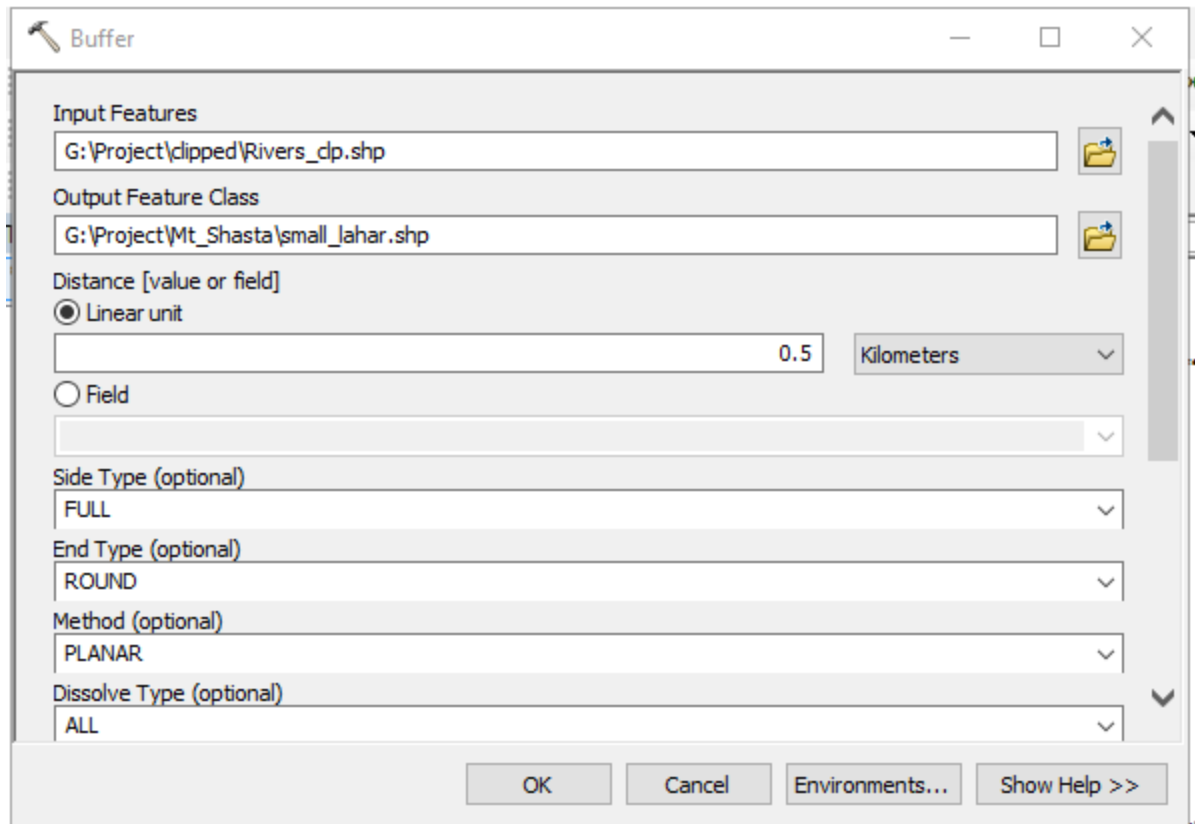 Buffer
Input Features
G:\Project\clipped\Rivers_clp.shp
Output Feature Class
G:\Project\Mt_Shasta\small_lahar.shp
Distance [value or field]
Linear unit
0.5 Kilometers
Field
Side Type (optional)
FULL
End Type (optional)
ROUND
Method (optional)
PLANAR
Dissolve Type (optional)
ALL
OK Cancel Environments... Show Help >>